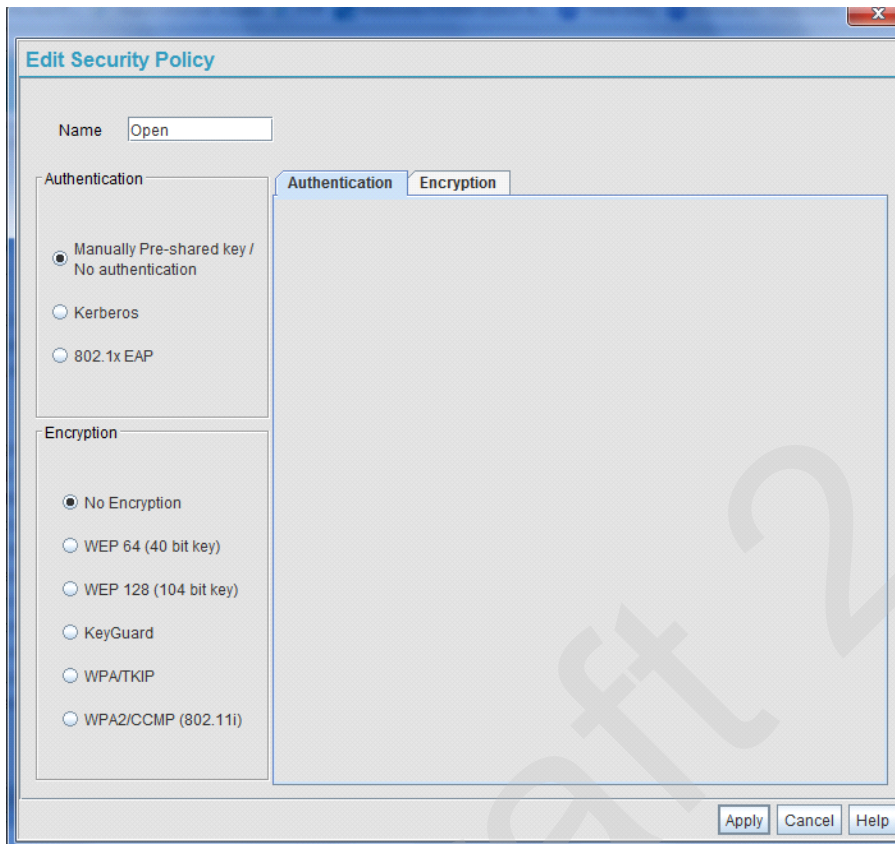 X
Edit Security Policy
Name Open
Authentication
Manually Pre-shared key /
No authentication
Kerberos
802.1x EAP
Encryption
No Encryption
WEP 64 (40 bit key)
WEP 128 (104 bit key)
KeyGuard
WPA/TKIP
WPA2/CCMP (802.11i)
Authentication Encryption
Apply Cancel Help
aft 2